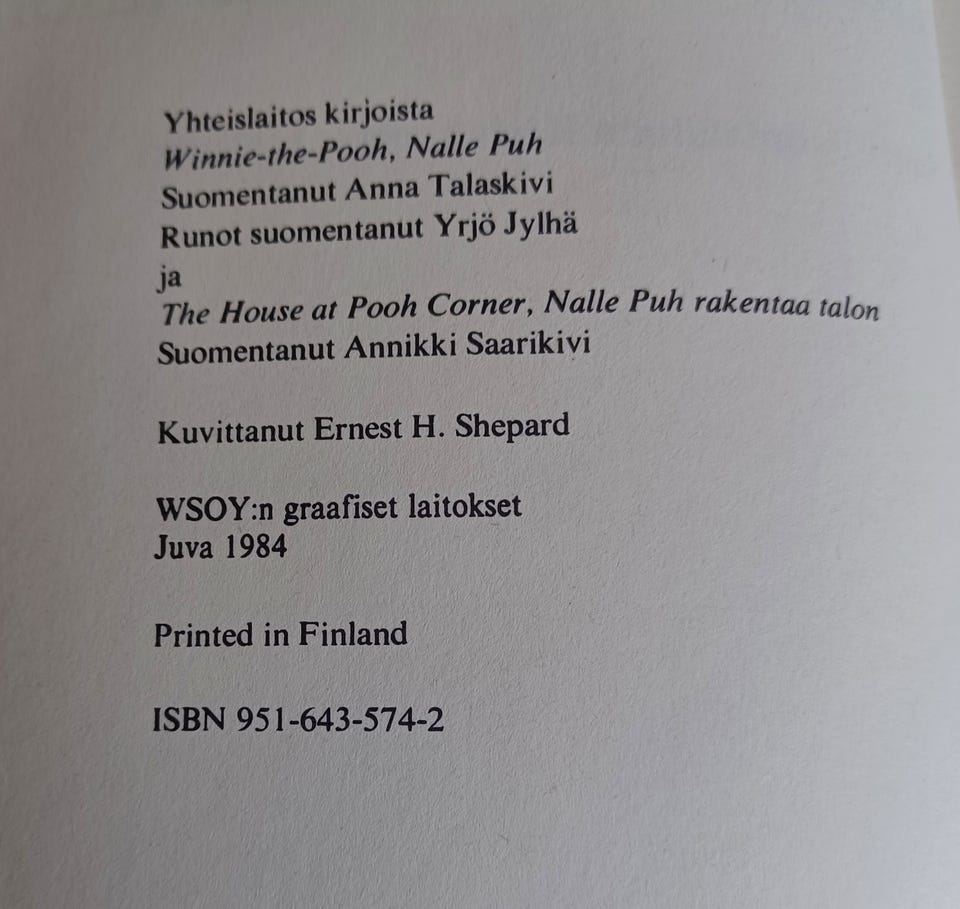 Yhteislaitos kirjoista
Winnie-the-Pooh, Nalle Puh
Suomentanut Anna Talaskivi
Runot suomentanut Yrjö Jylhä
ja
The House at Pooh Corner, Nalle Puh rakentaa talon
Suomentanut Annikki Saarikivi
Kuvittanut Ernest H. Shepard
WSOY:n graafiset laitokset
Juva 1984
Printed in Finland
ISBN 951-643-574-2